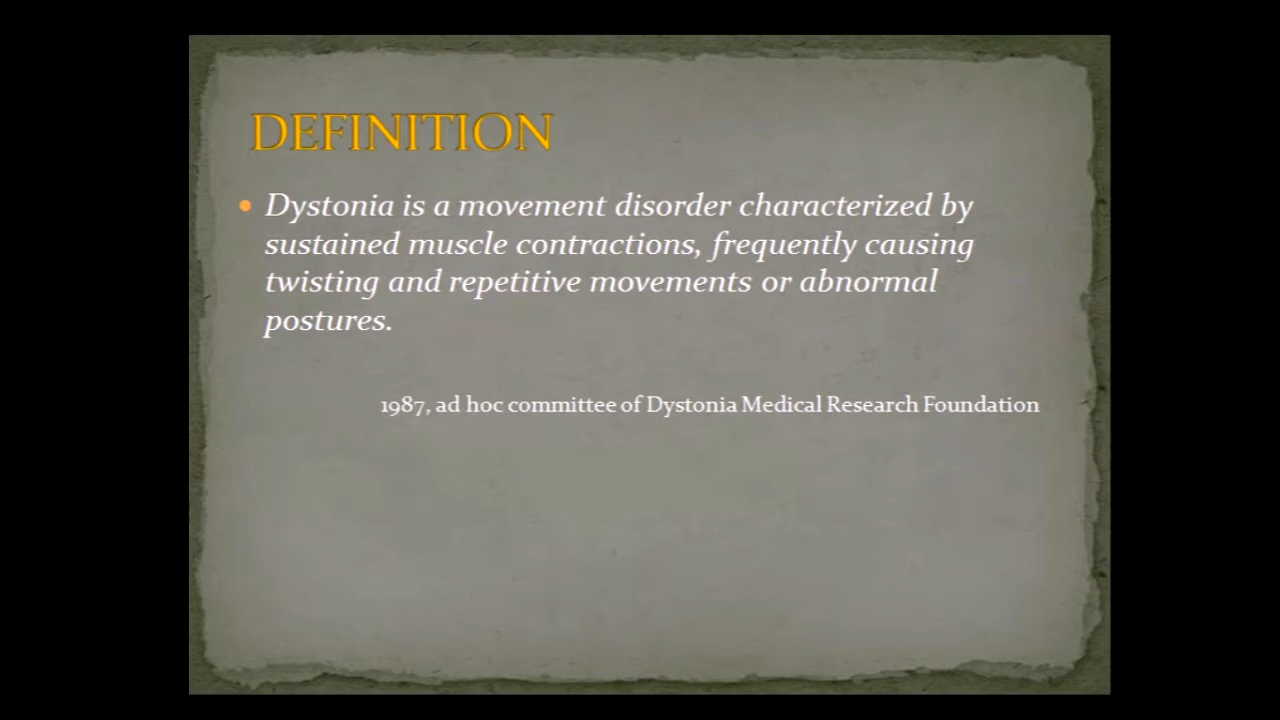 DEFINITION
• Dystonia is a movement disorder characterized by
sustained muscle contractions, frequently causing
twisting and repetitive movements or abnormal
postures.
1987, ad hoc committee of Dystonia Medical Research Foundation